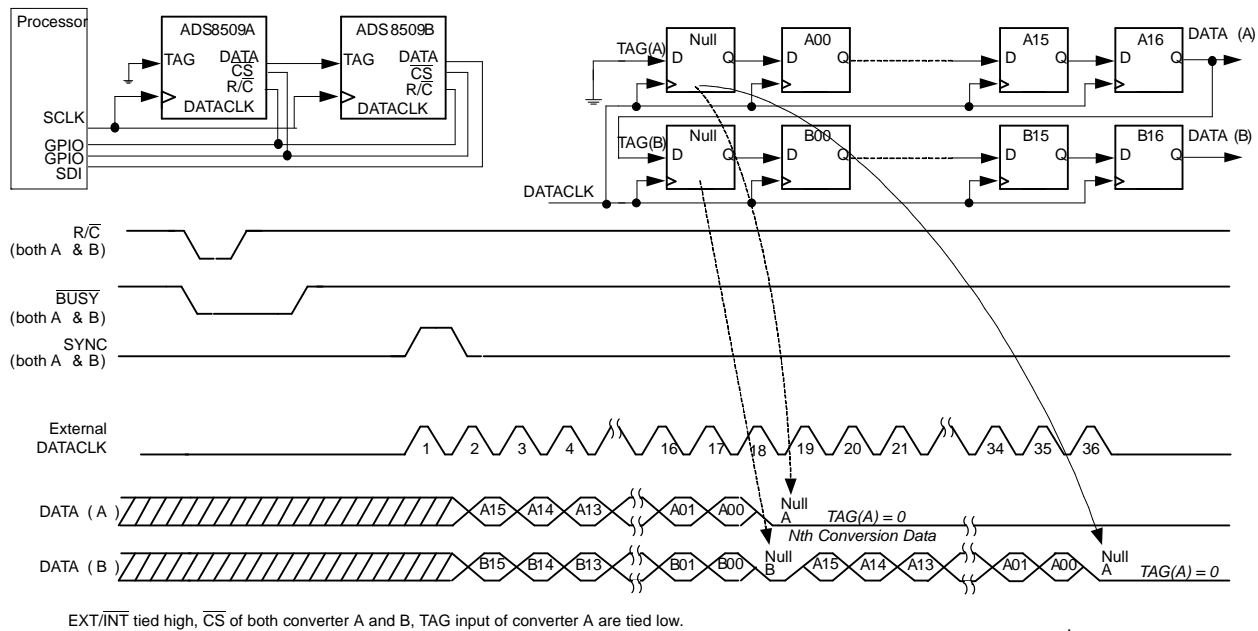 Processor
ADS8509A
ADS8509B
TAG
DATA
CS
R/C
DATACLK
TAG
DATA
CS
R/C
DATACLK
SCLK
GPIO
GPIO
SDI
Null
A00
A15
A16
DATA (A)
TAG(A)
D
Q
D
Q
D
Q
D
Q
Null
B00
B15
B16
DATA (B)
TAG(B)
D
Q
D
Q
D
Q
D
Q
DATACLK
R/C
(both A & B)
BUSY
(both A & B)
SYNC
(both A & B)
External
DATACLK
1 2 3 4 16 17 18 19 20 21 34 35 36
DATA ( A )
A15 A14 A13 A01 A00
Null
A
TAG(A) = 0
Nth Conversion Data
DATA ( B )
B15 B14 B13 B01 B00
Null
B
A15 A14 A13 A01 A00
Null
A
TAG(A) = 0
EXT/INT tied high, CS of both converter A and B, TAG input of converter A are tied low.